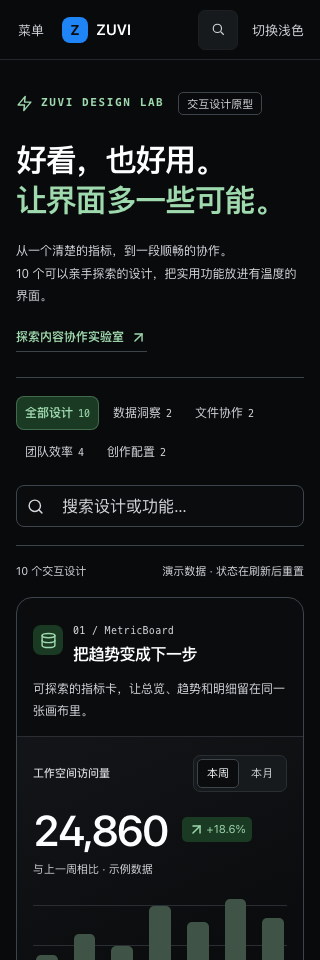 菜单
Z
ZUVI
切换浅色
ZUVI DESIGN LAB
交互设计原型
好看，也好用。
让界面多一些可能。
从一个清楚的指标，到一段顺畅的协作。
10 个可以亲手探索的设计，把实用功能放进有温度的
界面。
探索内容协作实验室
全部设计 10
数据洞察 2
文件协作 2
团队效率 4
创作配置 2
搜索设计或功能...
10 个交互设计
演示数据 · 状态在刷新后重置
01 / MetricBoard
把趋势变成下一步
可探索的指标卡，让总览、趋势和明细留在同一
张画布里。
工作空间访问量
本周
本月
24,860
+18.6%
与上一周相比 · 示例数据